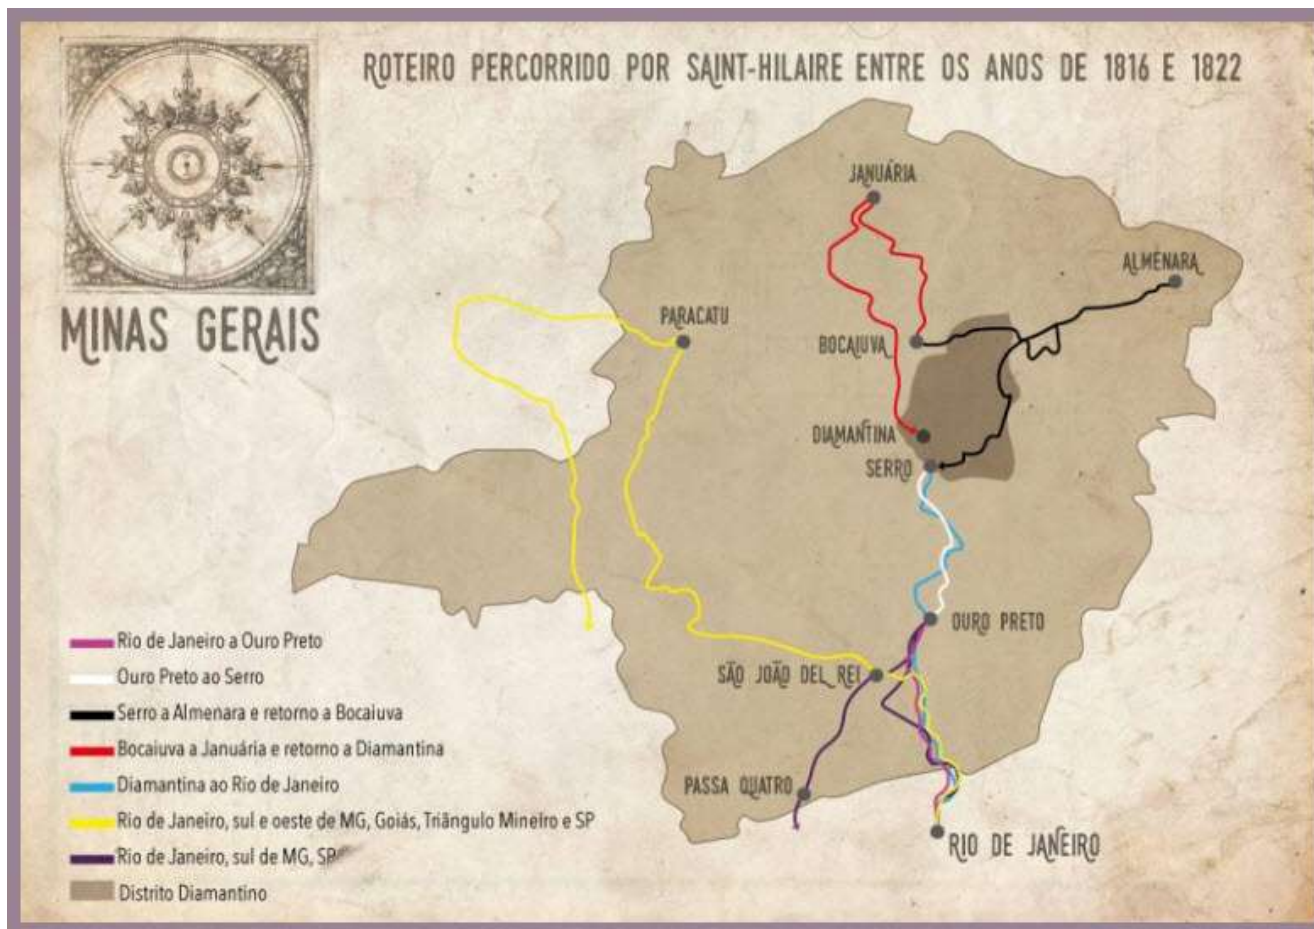 ROTEIRO PERCORRIDO POR SAINT-HILAIRE ENTRE OS ANOS DE 1816 E 1822
MINAS GERAIS
JANUÁRIA
ALMENARA
PARACATU
BOCAIUVA
DIAMANTINA
SERRO
OURO PRETO
SÃO JOÃO DEL REI
PASSA QUATRO
RIO DE JANEIRO
Rio de Janeiro a Ouro Preto
Ouro Preto ao Serro
Serro a Almenara e retorno a Bocaiuva
Bocaiuva a Januária e retorno a Diamantina
Diamantina ao Rio de Janeiro
Rio de Janeiro, sul e oeste de MG, Goiás, Triângulo Mineiro e SP
Rio de Janeiro, sul de MG, SP
Distrito Diamantino